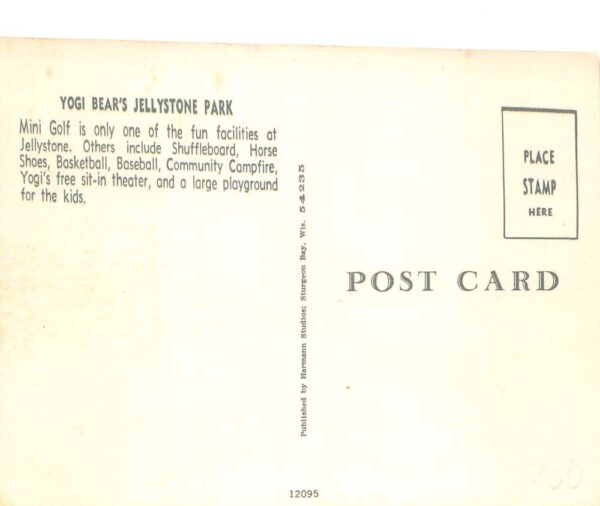 YOGI BEAR'S JELLYSTONE PARK
Mini Golf is only one of the fun facilities at
Jellystone. Others include Shuffleboard, Horse
Shoes, Basketball, Baseball, Community Campfire,
Yogi's free sit-in theater, and a large playground
for the kids.
Published by Harmann Studios; Sturgeon Bay, Wis. 54235
PLACE
STAMP
HERE
POST CARD
12095